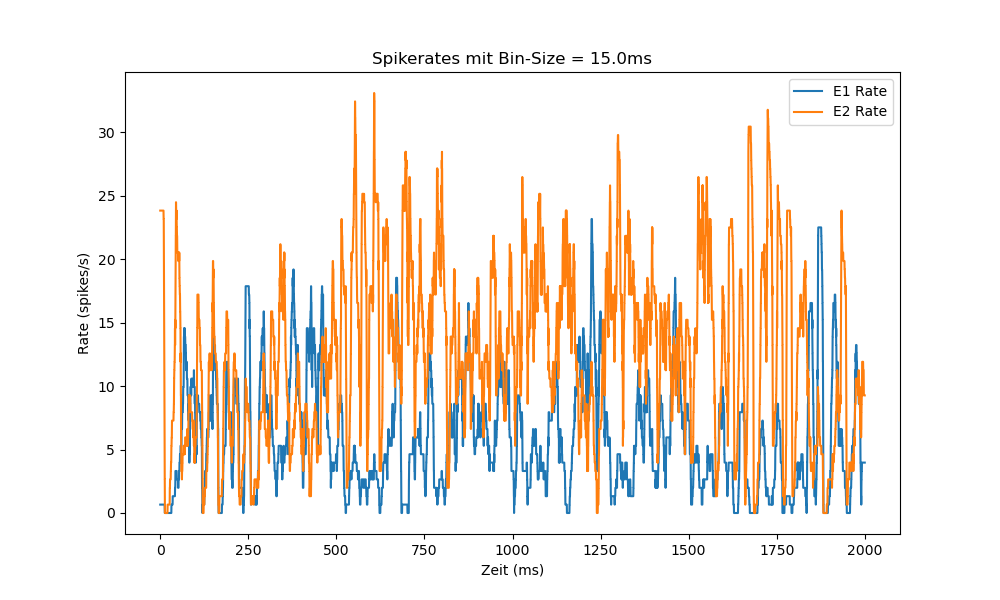 Spikerates mit Bin-Size = 15.0ms
E1 Rate
E2 Rate
30
25
20
15
10
5
0
Rate (spikes/s)
0 250 500 750 1000 1250 1500 1750 2000
Zeit (ms)